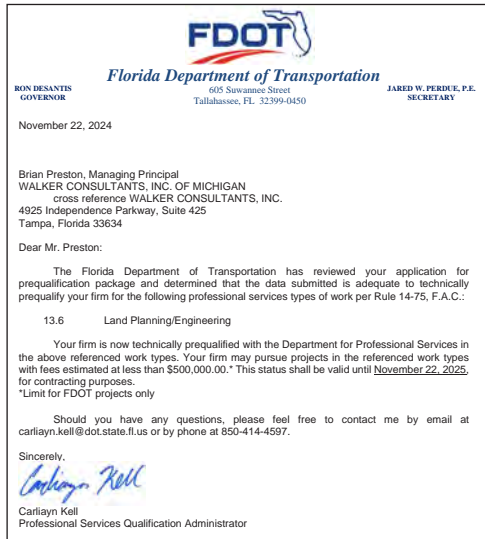 FDOT
Florida Department of Transportation
RON DESANTIS
GOVERNOR
605 Suwannee Street
Tallahassee, FL 32399-0450
JARED W. PERDUE, P.E.
SECRETARY
November 22, 2024
Brian Preston, Managing Principal
WALKER CONSULTANTS, INC. OF MICHIGAN
cross reference WALKER CONSULTANTS, INC.
4925 Independence Parkway, Suite 425
Tampa, Florida 33634
Dear Mr. Preston:
The Florida Department of Transportation has reviewed your application for
prequalification package and determined that the data submitted is adequate to technically
prequalify your firm for the following professional services types of work per Rule 14-75, F.A.C.:
13.6 Land Planning/Engineering
Your firm is now technically prequalified with the Department for Professional Services in
the above referenced work types. Your firm may pursue projects in the referenced work types
with fees estimated at less than $500,000.00.* This status shall be valid until November 22, 2025,
for contracting purposes.
*Limit for FDOT projects only
Should you have any questions, please feel free to contact me by email at
carliayn.kell@dot.state.fl.us or by phone at 850-414-4597.
Sincerely,
Carliayn Kell
Carliayn Kell
Professional Services Qualification Administrator